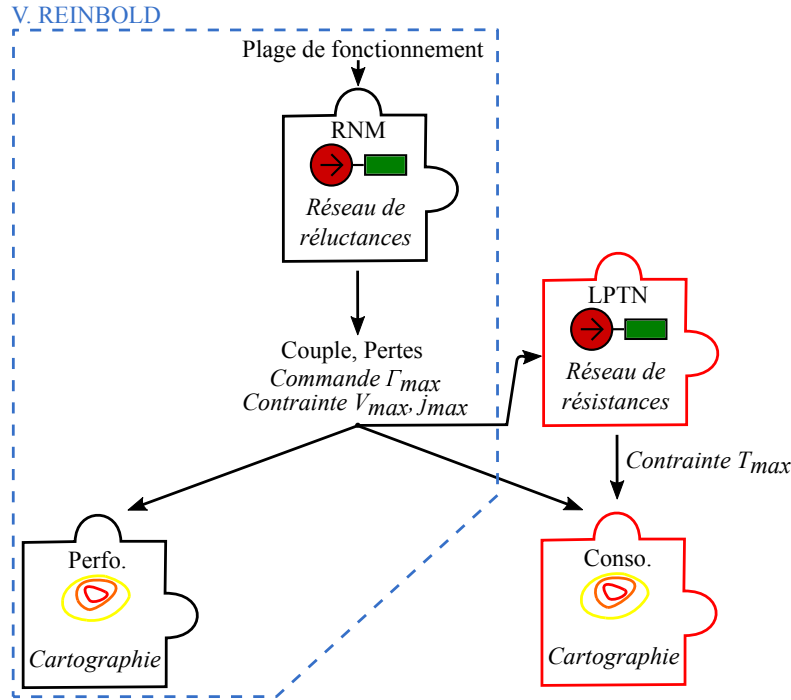 V. REINBOLD
Plage de fonctionnement
RNM
Réseau de
réluctances
Couple, Pertes
Commande Γmax
Contrainte Vmax, jmax
LPTN
Réseau de
résistances
Contrainte Tmax
Perfo.
Cartographie
Conso.
Cartographie